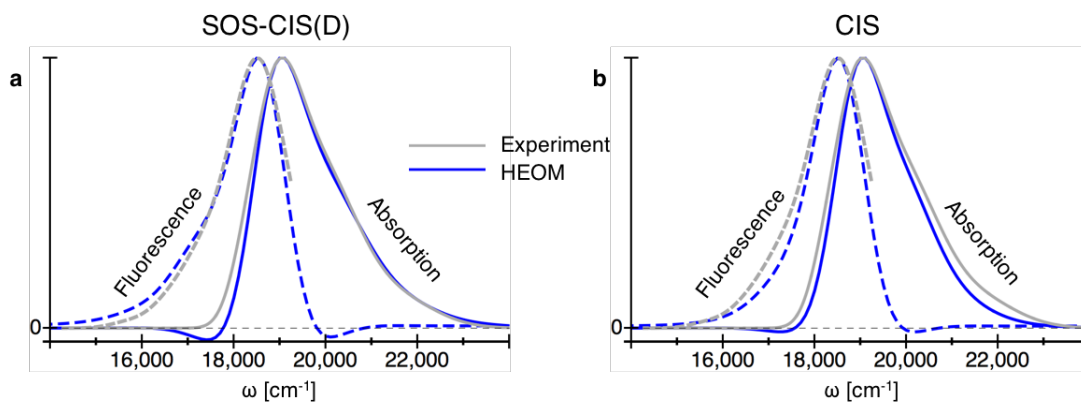 SOS-CIS(D)
a
0
Fluorescence
Absorption
Experiment
HEOM
16,000 18,000 20,000 22,000
ω [cm⁻¹]
CIS
b
0
Fluorescence
Absorption
16,000 18,000 20,000 22,000
ω [cm⁻¹]